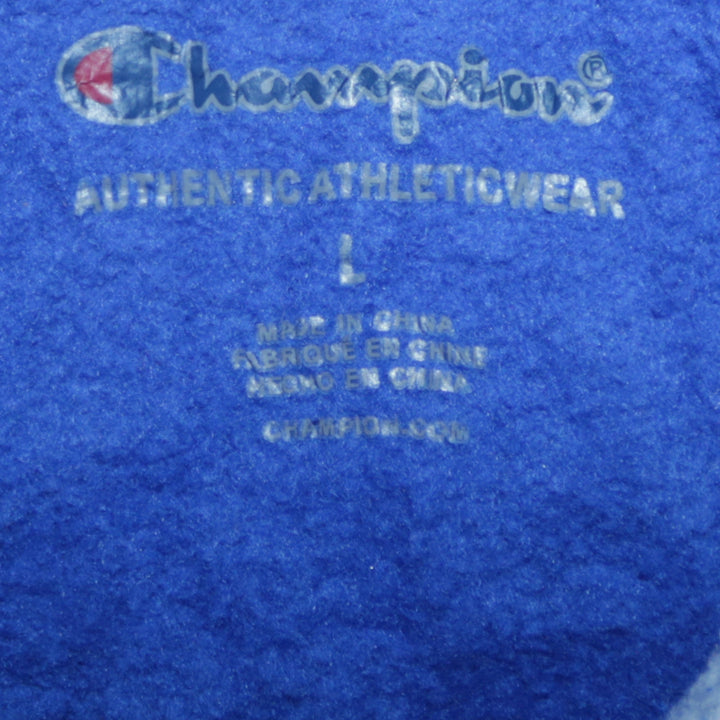 Champion®
AUTHENTIC ATHLETICWEAR
L
MADE IN CHINA
FABRIQUÉ EN CHINE
HECHO EN CHINA
CHAMPION.COM